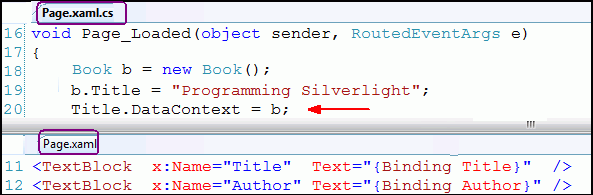 Page.xaml.cs
16 void Page_Loaded(object sender, RoutedEventArgs e)
17 {
18 Book b = new Book();
19 b.Title = "Programming Silverlight";
20 Title.DataContext = b;
Page.xaml
11 <TextBlock x:Name="Title" Text="{Binding Title}" />
12 <TextBlock x:Name="Author" Text="{Binding Author}" />